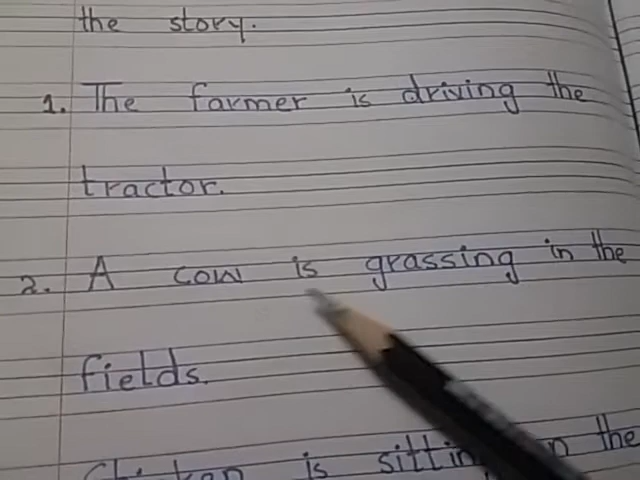 the story.
1. The farmer is driving the
tractor.
2. A cow is grassing in the
fields.
is the